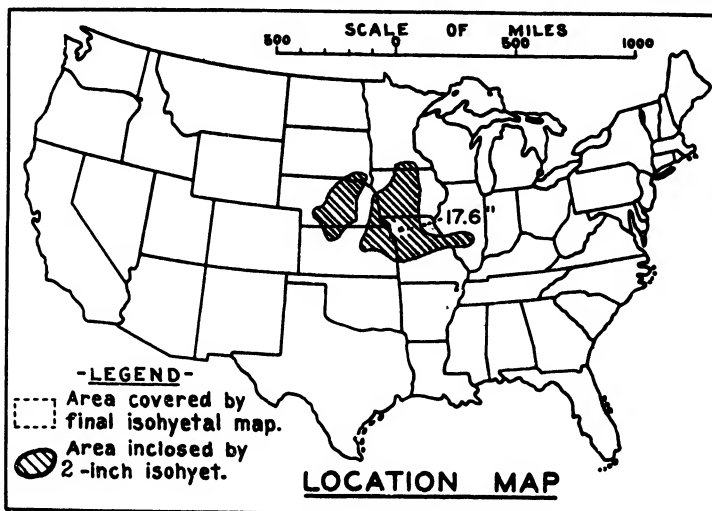 SCALE OF MILES
500 0 500 1000
17.6"
-LEGEND-
Area covered by
final isohyetal map.
Area inclosed by
2-inch isohyet.
LOCATION MAP